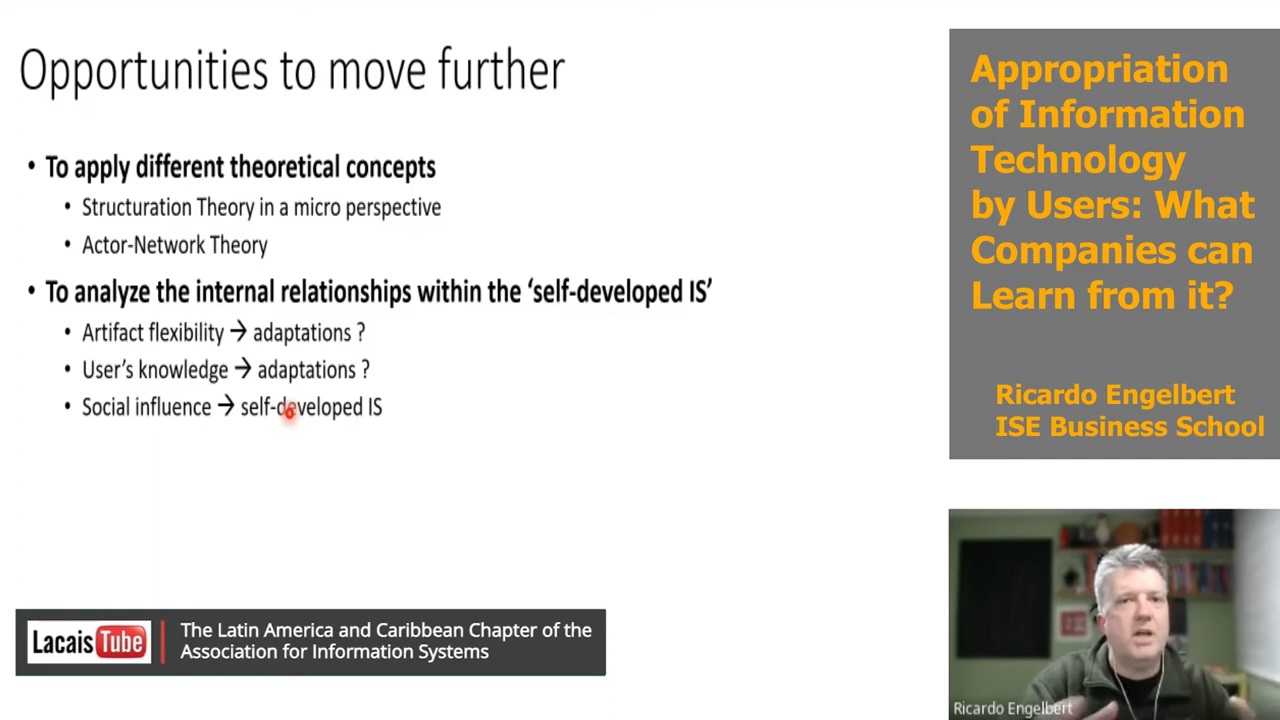 Opportunities to move further
• To apply different theoretical concepts
• Structuration Theory in a micro perspective
• Actor-Network Theory
• To analyze the internal relationships within the ‘self-developed IS’
• Artifact flexibility → adaptations ?
• User’s knowledge → adaptations ?
• Social influence → self-developed IS
Appropriation
of Information
Technology
by Users: What
Companies can
Learn from it?
Ricardo Engelbert
ISE Business School
Lacais Tube
The Latin America and Caribbean Chapter of the
Association for Information Systems
Ricardo Engelbert